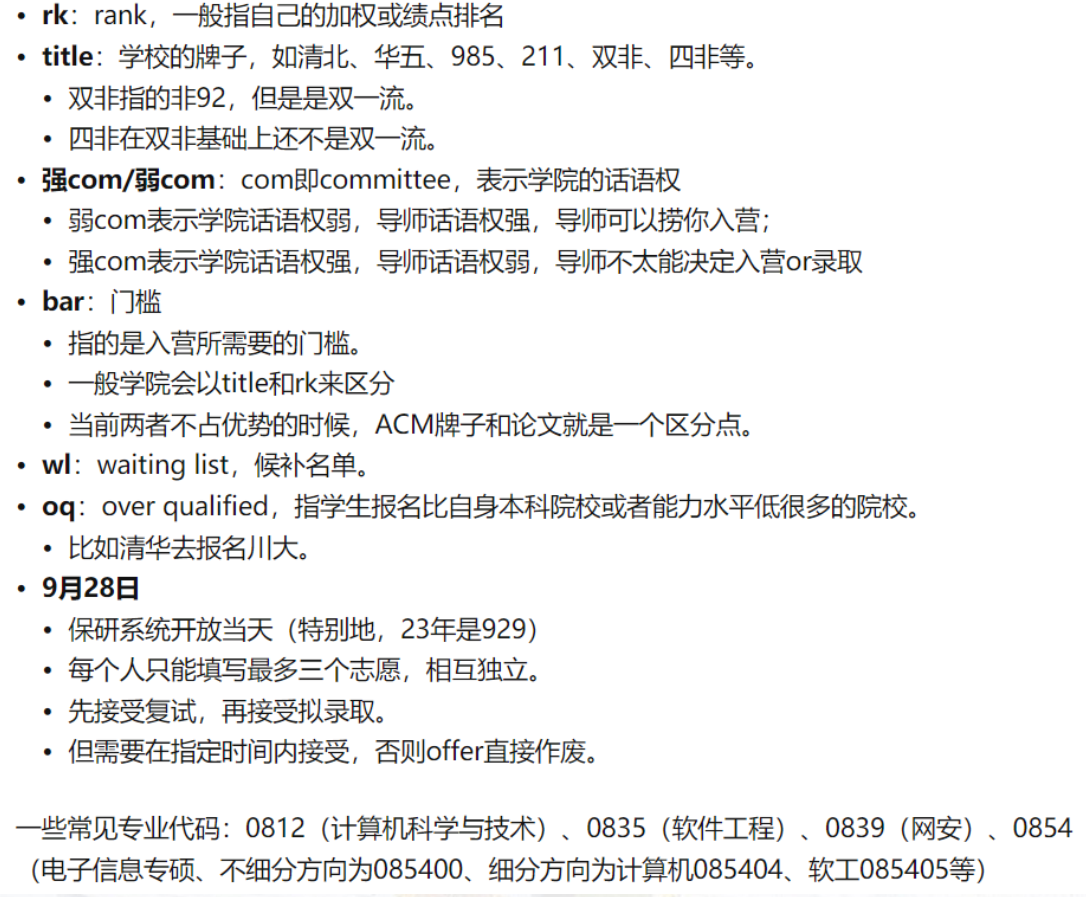 • rk：rank，一般指自己的加权或绩点排名
• title：学校的牌子，如清北、华五、985、211、双非、四非等。
• 双非指的非92，但是是双一流。
• 四非在双非基础上还不是双一流。
• 强com/弱com：com即committee，表示学院的话语权
• 弱com表示学院话语权弱，导师话语权强，导师可以捞你入营；
• 强com表示学院话语权强，导师话语权弱，导师不太能决定入营or录取
• bar：门槛
• 指的是入营所需要的门槛。
• 一般学院会以title和rk来区分
• 当前两者不占优势的时候，ACM牌子和论文就是一个区分点。
• wl：waiting list，候补名单。
• oq：over qualified，指学生报名比自身本科院校或者能力水平低很多的院校。
• 比如清华去报名川大。
• 9月28日
• 保研系统开放当天（特别地，23年是929）
• 每个人只能填写最多三个志愿，相互独立。
• 先接受复试，再接受拟录取。
• 但需要在指定时间内接受，否则offer直接作废。
一些常见专业代码：0812（计算机科学与技术）、0835（软件工程）、0839（网安）、0854
（电子信息专硕、不细分方向为085400、细分方向为计算机085404、软工085405等）